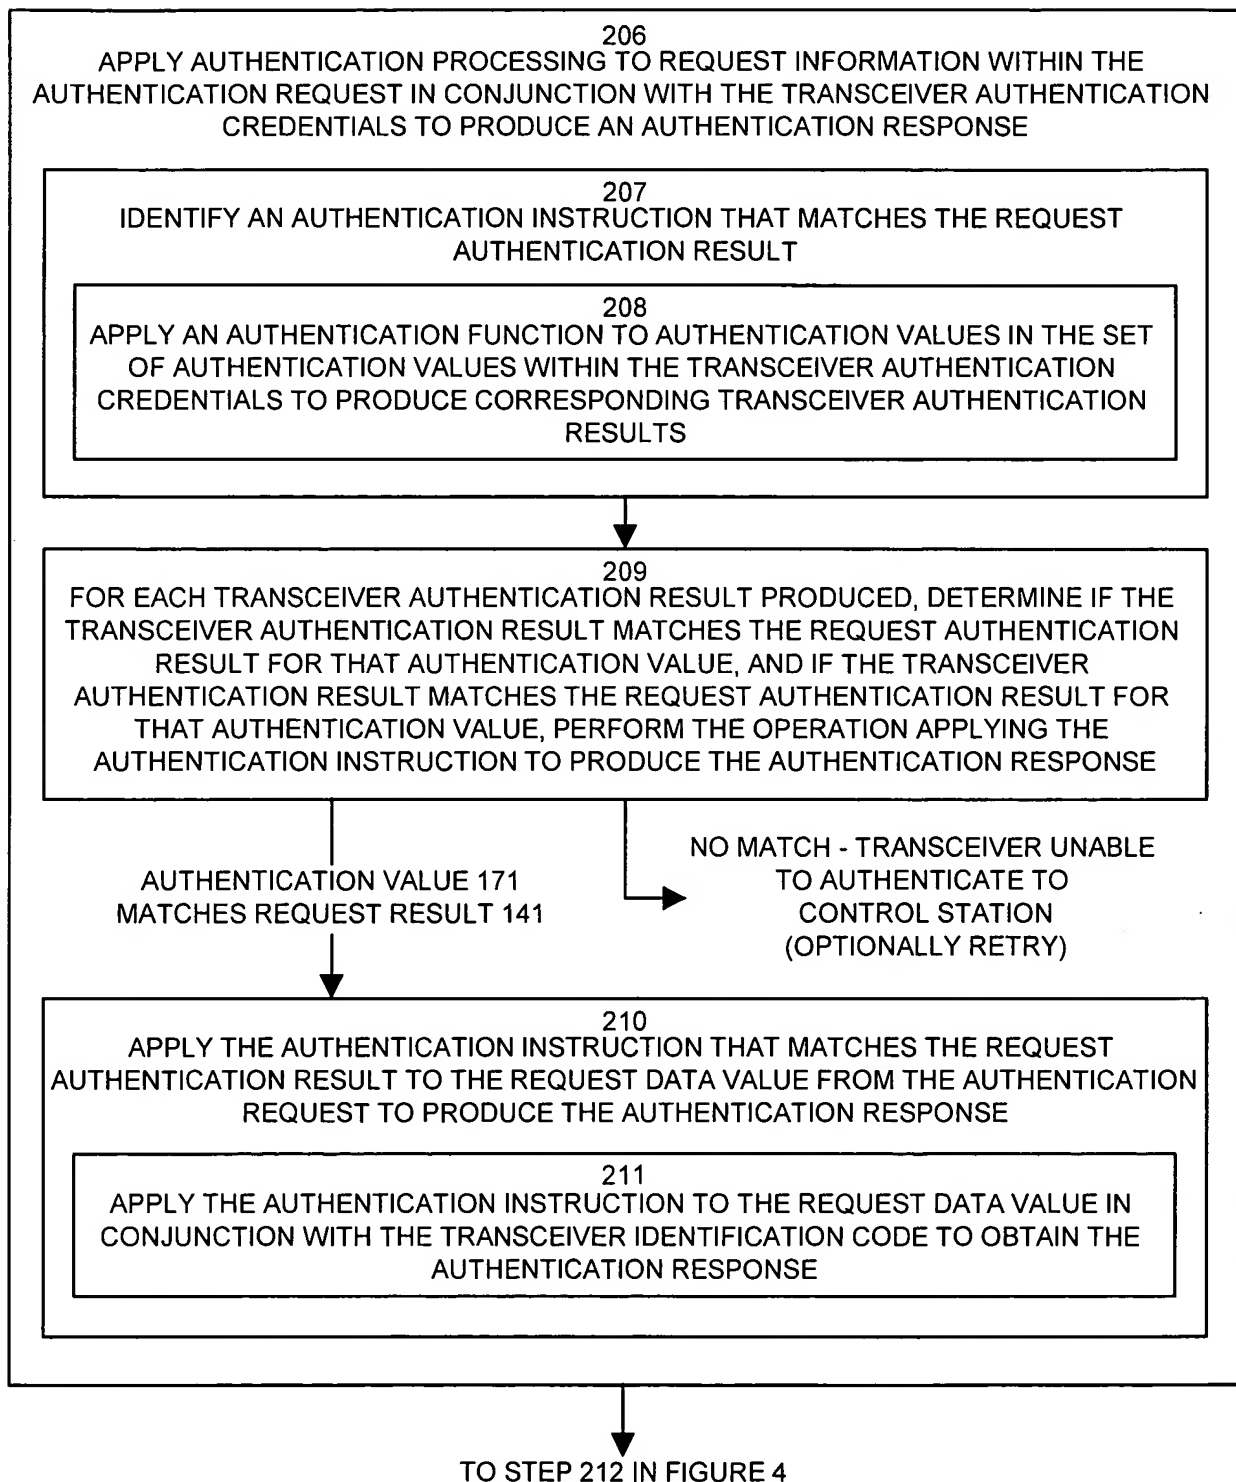 206
APPLY AUTHENTICATION PROCESSING TO REQUEST INFORMATION WITHIN THE
AUTHENTICATION REQUEST IN CONJUNCTION WITH THE TRANSCEIVER AUTHENTICATION
CREDENTIALS TO PRODUCE AN AUTHENTICATION RESPONSE
207
IDENTIFY AN AUTHENTICATION INSTRUCTION THAT MATCHES THE REQUEST
AUTHENTICATION RESULT
208
APPLY AN AUTHENTICATION FUNCTION TO AUTHENTICATION VALUES IN THE SET
OF AUTHENTICATION VALUES WITHIN THE TRANSCEIVER AUTHENTICATION
CREDENTIALS TO PRODUCE CORRESPONDING TRANSCEIVER AUTHENTICATION
RESULTS
209
FOR EACH TRANSCEIVER AUTHENTICATION RESULT PRODUCED, DETERMINE IF THE
TRANSCEIVER AUTHENTICATION RESULT MATCHES THE REQUEST AUTHENTICATION
RESULT FOR THAT AUTHENTICATION VALUE, AND IF THE TRANSCEIVER
AUTHENTICATION RESULT MATCHES THE REQUEST AUTHENTICATION RESULT FOR
THAT AUTHENTICATION VALUE, PERFORM THE OPERATION APPLYING THE
AUTHENTICATION INSTRUCTION TO PRODUCE THE AUTHENTICATION RESPONSE
AUTHENTICATION VALUE 171
MATCHES REQUEST RESULT 141
NO MATCH - TRANSCEIVER UNABLE
TO AUTHENTICATE TO
CONTROL STATION
(OPTIONALLY RETRY)
210
APPLY THE AUTHENTICATION INSTRUCTION THAT MATCHES THE REQUEST
AUTHENTICATION RESULT TO THE REQUEST DATA VALUE FROM THE AUTHENTICATION
REQUEST TO PRODUCE THE AUTHENTICATION RESPONSE
211
APPLY THE AUTHENTICATION INSTRUCTION TO THE REQUEST DATA VALUE IN
CONJUNCTION WITH THE TRANSCEIVER IDENTIFICATION CODE TO OBTAIN THE
AUTHENTICATION RESPONSE
TO STEP 212 IN FIGURE 4